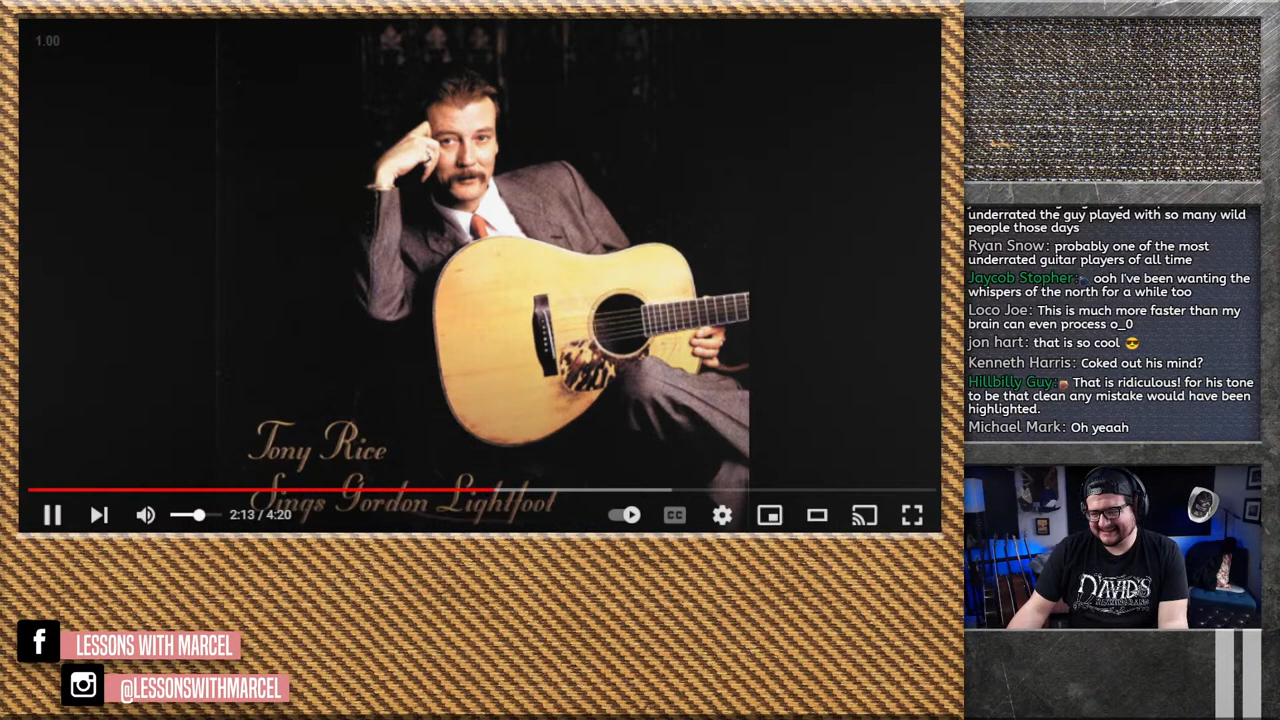 1.00
Tony Rice
Sings Gordon Lightfoot
2:13 / 4:20
CC
underrated the guy played with so many wild
people those days
Ryan Snow: probably one of the most
underrated guitar players of all time
Jaycob Stopher: ooh I've been wanting the
whispers of the north for a while too
Loco Joe: This is much more faster than my
brain can even process o_0
jon hart: that is so cool 😎
Kenneth Harris: Coked out his mind?
Hillbilly Guy: That is ridiculous! for his tone
to be that clean any mistake would have been
highlighted.
Michael Mark: Oh yeaah
DAVID'S
LESSONS WITH MARCEL
@LESSONSWITHMARCEL